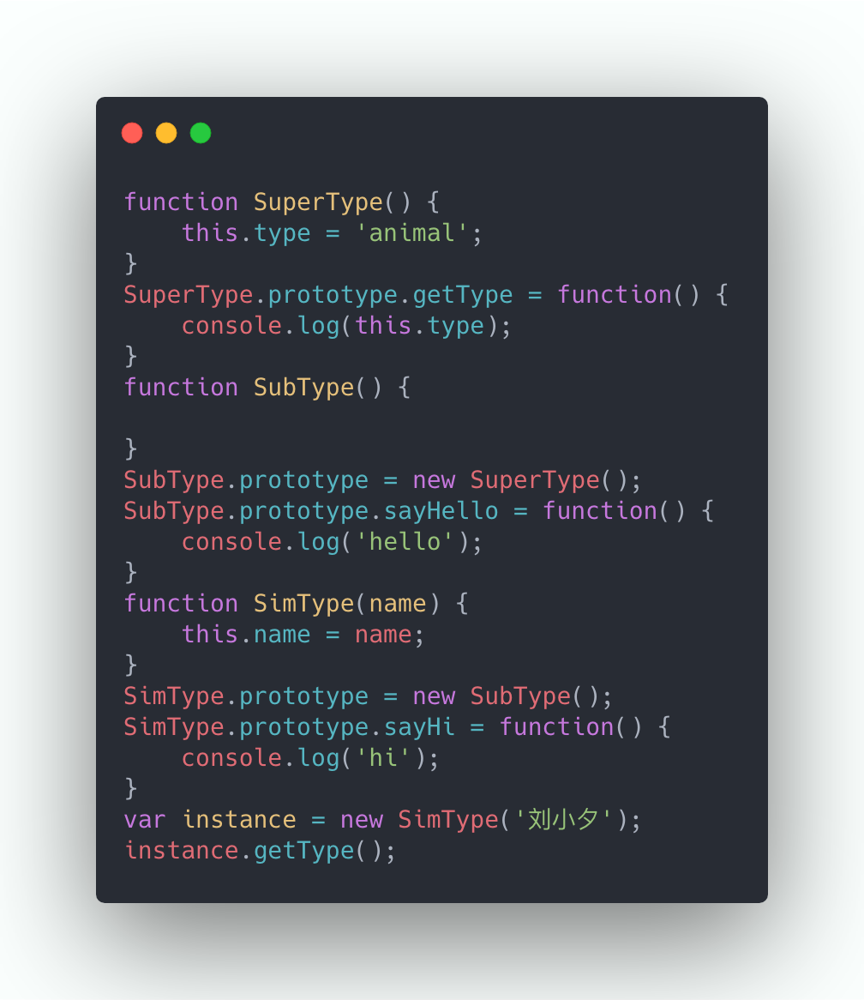 function SuperType() {
    this.type = 'animal';
}
SuperType.prototype.getType = function() {
    console.log(this.type);
}
function SubType() {

}
SubType.prototype = new SuperType();
SubType.prototype.sayHello = function() {
    console.log('hello');
}
function SimType(name) {
    this.name = name;
}
SimType.prototype = new SubType();
SimType.prototype.sayHi = function() {
    console.log('hi');
}
var instance = new SimType('刘小夕');
instance.getType();